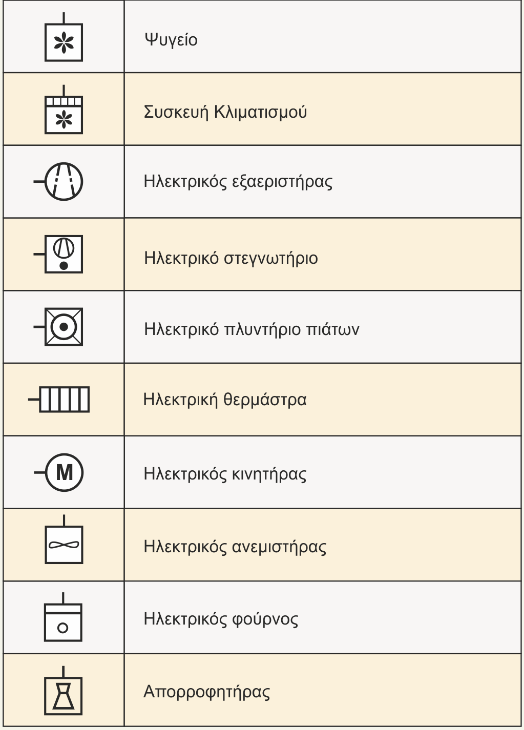 Ψυγείο
Συσκευή Κλιματισμού
Ηλεκτρικός εξαεριστήρας
Ηλεκτρικό στεγνωτήριο
Ηλεκτρικό πλυντήριο πιάτων
Ηλεκτρική θερμάστρα
M
Ηλεκτρικός κινητήρας
Ηλεκτρικός ανεμιστήρας
Ηλεκτρικός φούρνος
Απορροφητήρας